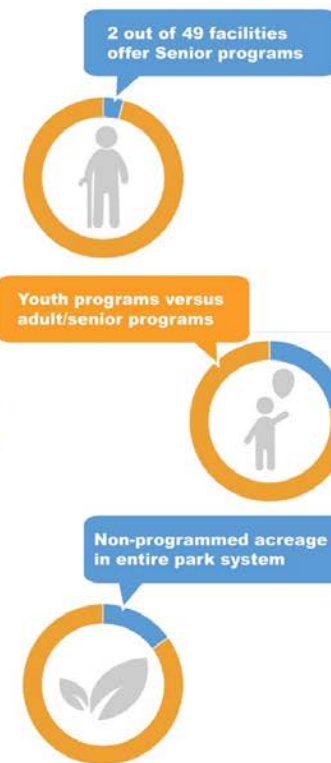 2 out of 49 facilities
offer Senior programs
Youth programs versus
adult/senior programs
Non-programmed acreage
in entire park system